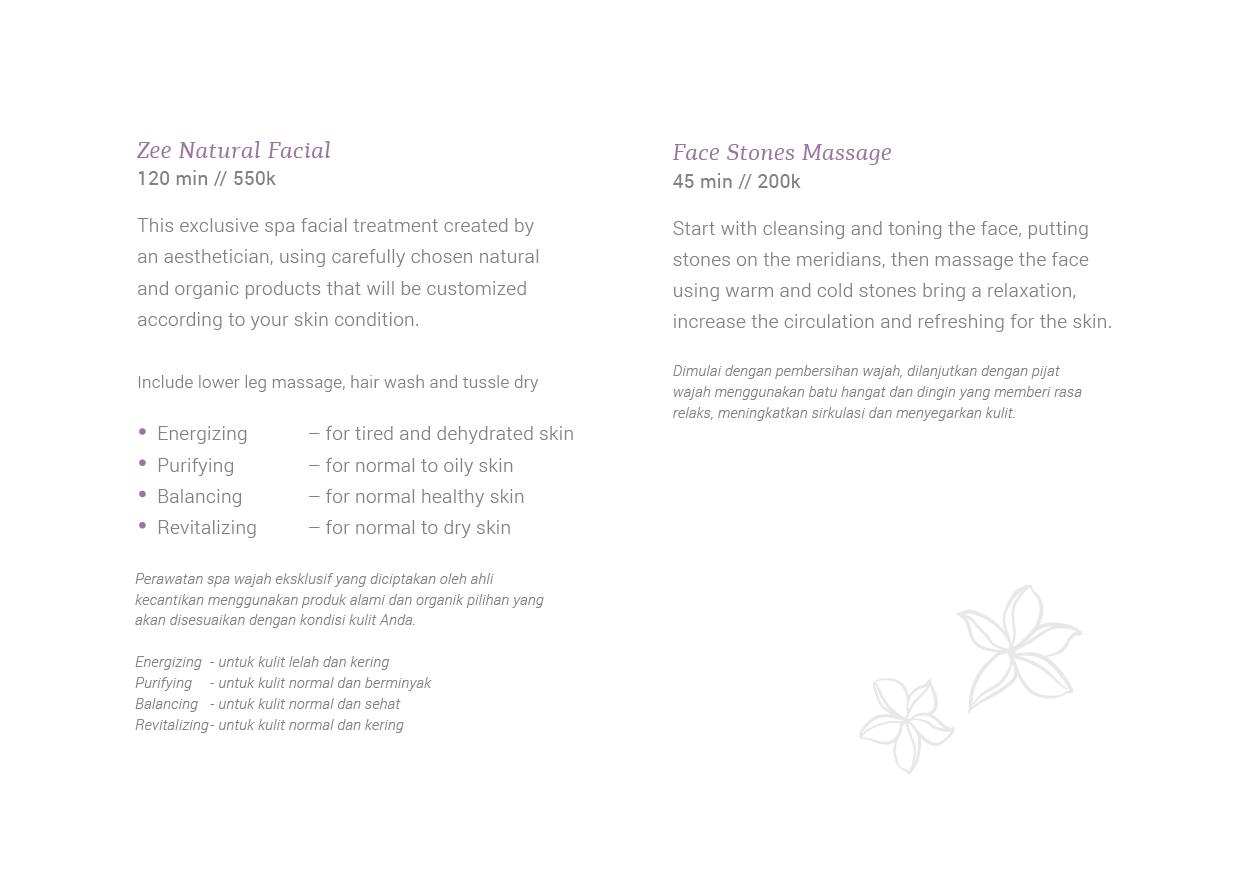 Zee Natural Facial
120 min // 550k
This exclusive spa facial treatment created by
an aesthetician, using carefully chosen natural
and organic products that will be customized
according to your skin condition.
Include lower leg massage, hair wash and tussle dry
• Energizing – for tired and dehydrated skin
• Purifying – for normal to oily skin
• Balancing – for normal healthy skin
• Revitalizing – for normal to dry skin
Perawatan spa wajah eksklusif yang diciptakan oleh ahli
kecantikan menggunakan produk alami dan organik pilihan yang
akan disesuaikan dengan kondisi kulit Anda.
Energizing - untuk kulit lelah dan kering
Purifying - untuk kulit normal dan berminyak
Balancing - untuk kulit normal dan sehat
Revitalizing- untuk kulit normal dan kering
Face Stones Massage
45 min // 200k
Start with cleansing and toning the face, putting
stones on the meridians, then massage the face
using warm and cold stones bring a relaxation,
increase the circulation and refreshing for the skin.
Dimulai dengan pembersihan wajah, dilanjutkan dengan pijat
wajah menggunakan batu hangat dan dingin yang memberi rasa
relaks, meningkatkan sirkulasi dan menyegarkan kulit.